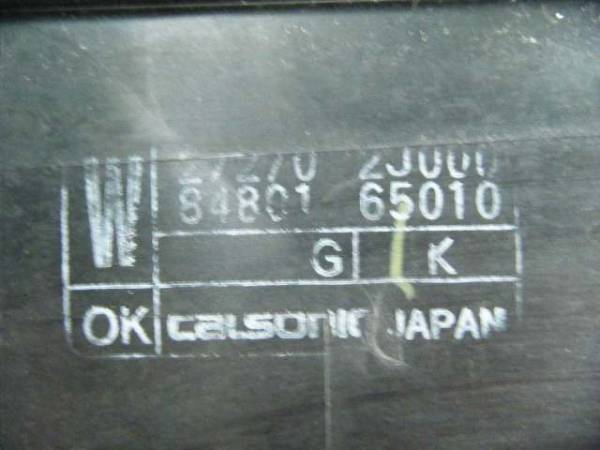 W 27270 2J000
84801 65010
G K
OK calsonic JAPAN